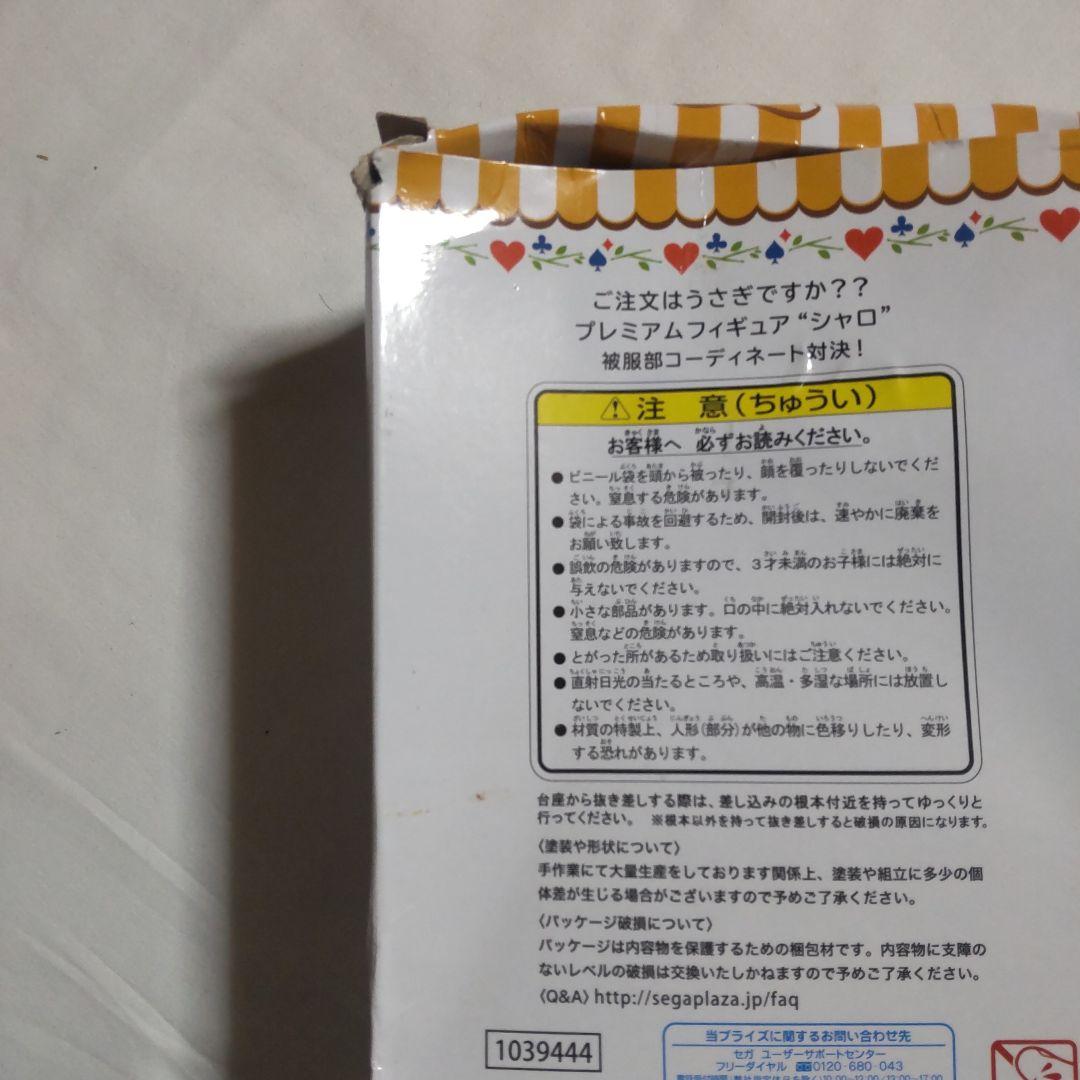 ご注文はうさぎですか??
プレミアムフィギュア“シャロ”
被服部コーディネート対決!
⚠注 意(ちゅうい)
お客様へ 必ずお読みください。
●ビニール袋を頭から被ったり、顔を覆ったりしないでくだ
さい。窒息する危険があります。
●袋による事故を回避するため、開封後は、速やかに廃棄を
お願い致します。
●誤飲の危険がありますので、3才未満のお子様には絶対に
与えないでください。
●小さな部品があります。口の中に絶対入れないでください。
窒息などの危険があります。
●とがった所があるため取り扱いにはご注意ください。
●直射日光の当たるところや、高温・多湿な場所には放置し
ないでください。
●材質の特製上、人形(部分)が他の物に色移りしたり、変形
する恐れがあります。
台座から抜き差しする際は、差し込みの根本付近を持ってゆっくりと
行ってください。 ※根本以外を持って抜き差しすると破損の原因になります。
〈塗装や形状について〉
手作業にて大量生産をしております関係上、塗装や組立に多少の個
体差が生じる場合がございますので予めご了承ください。
〈パッケージ破損について〉
パッケージは内容物を保護するための梱包材です。内容物に支障の
ないレベルの破損は交換いたしかねますので予めご了承ください。
〈Q&A〉http://segaplaza.jp/faq
1039444
当プライズに関するお問い合わせ先
セガ ユーザーサポートセンター
フリーダイヤル 0120-680-043